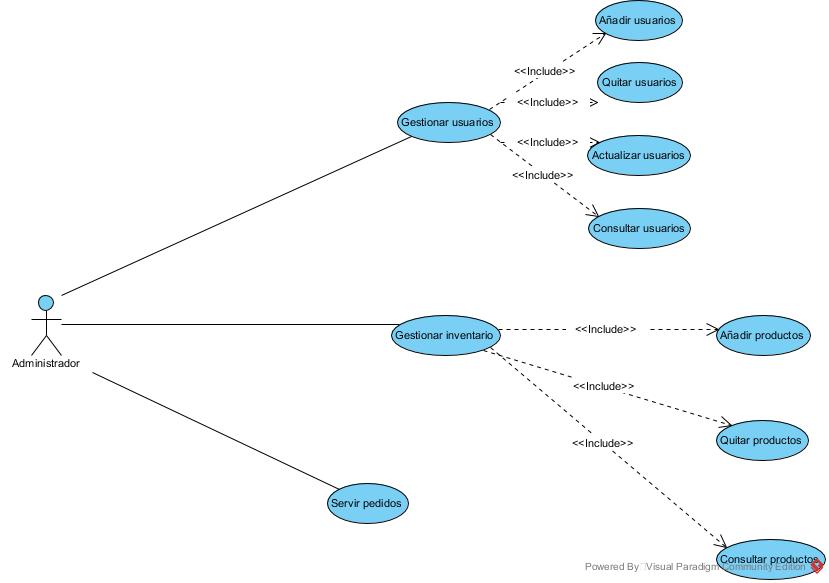 Añadir usuarios
<<Include>>
Quitar usuarios
<<Include>>
Gestionar usuarios
<<Include>>
Actualizar usuarios
<<Include>>
Consultar usuarios
Gestionar inventario
<<Include>>
Añadir productos
Administrador
<<Include>>
Quitar productos
<<Include>>
Servir pedidos
Consultar productos
Powered By Visual Paradigm Community Edition